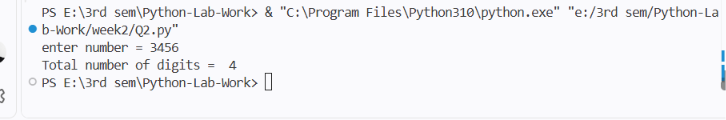 PS E:\3rd sem\Python-Lab-Work> & "C:\Program Files\Python310\python.exe" "e:/3rd sem/Python-La
b-Work/week2/Q2.py"
enter number = 3456
Total number of digits =  4
PS E:\3rd sem\Python-Lab-Work>